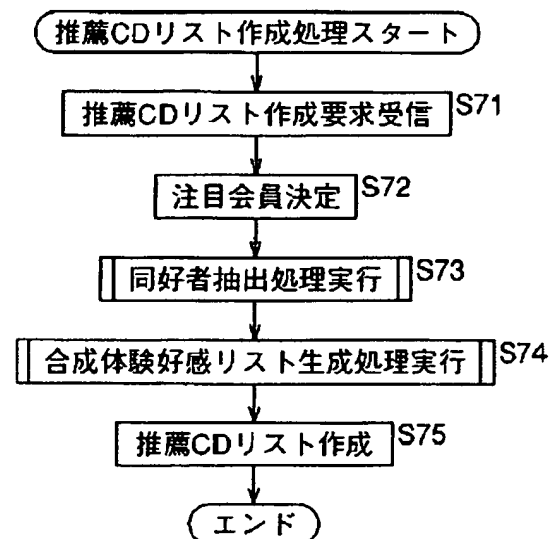 推薦CDリスト作成処理スタート
推薦CDリスト作成要求受信 S71
注目会員決定 S72
同好者抽出処理実行 S73
合成体験好感リスト生成処理実行 S74
推薦CDリスト作成 S75
エンド